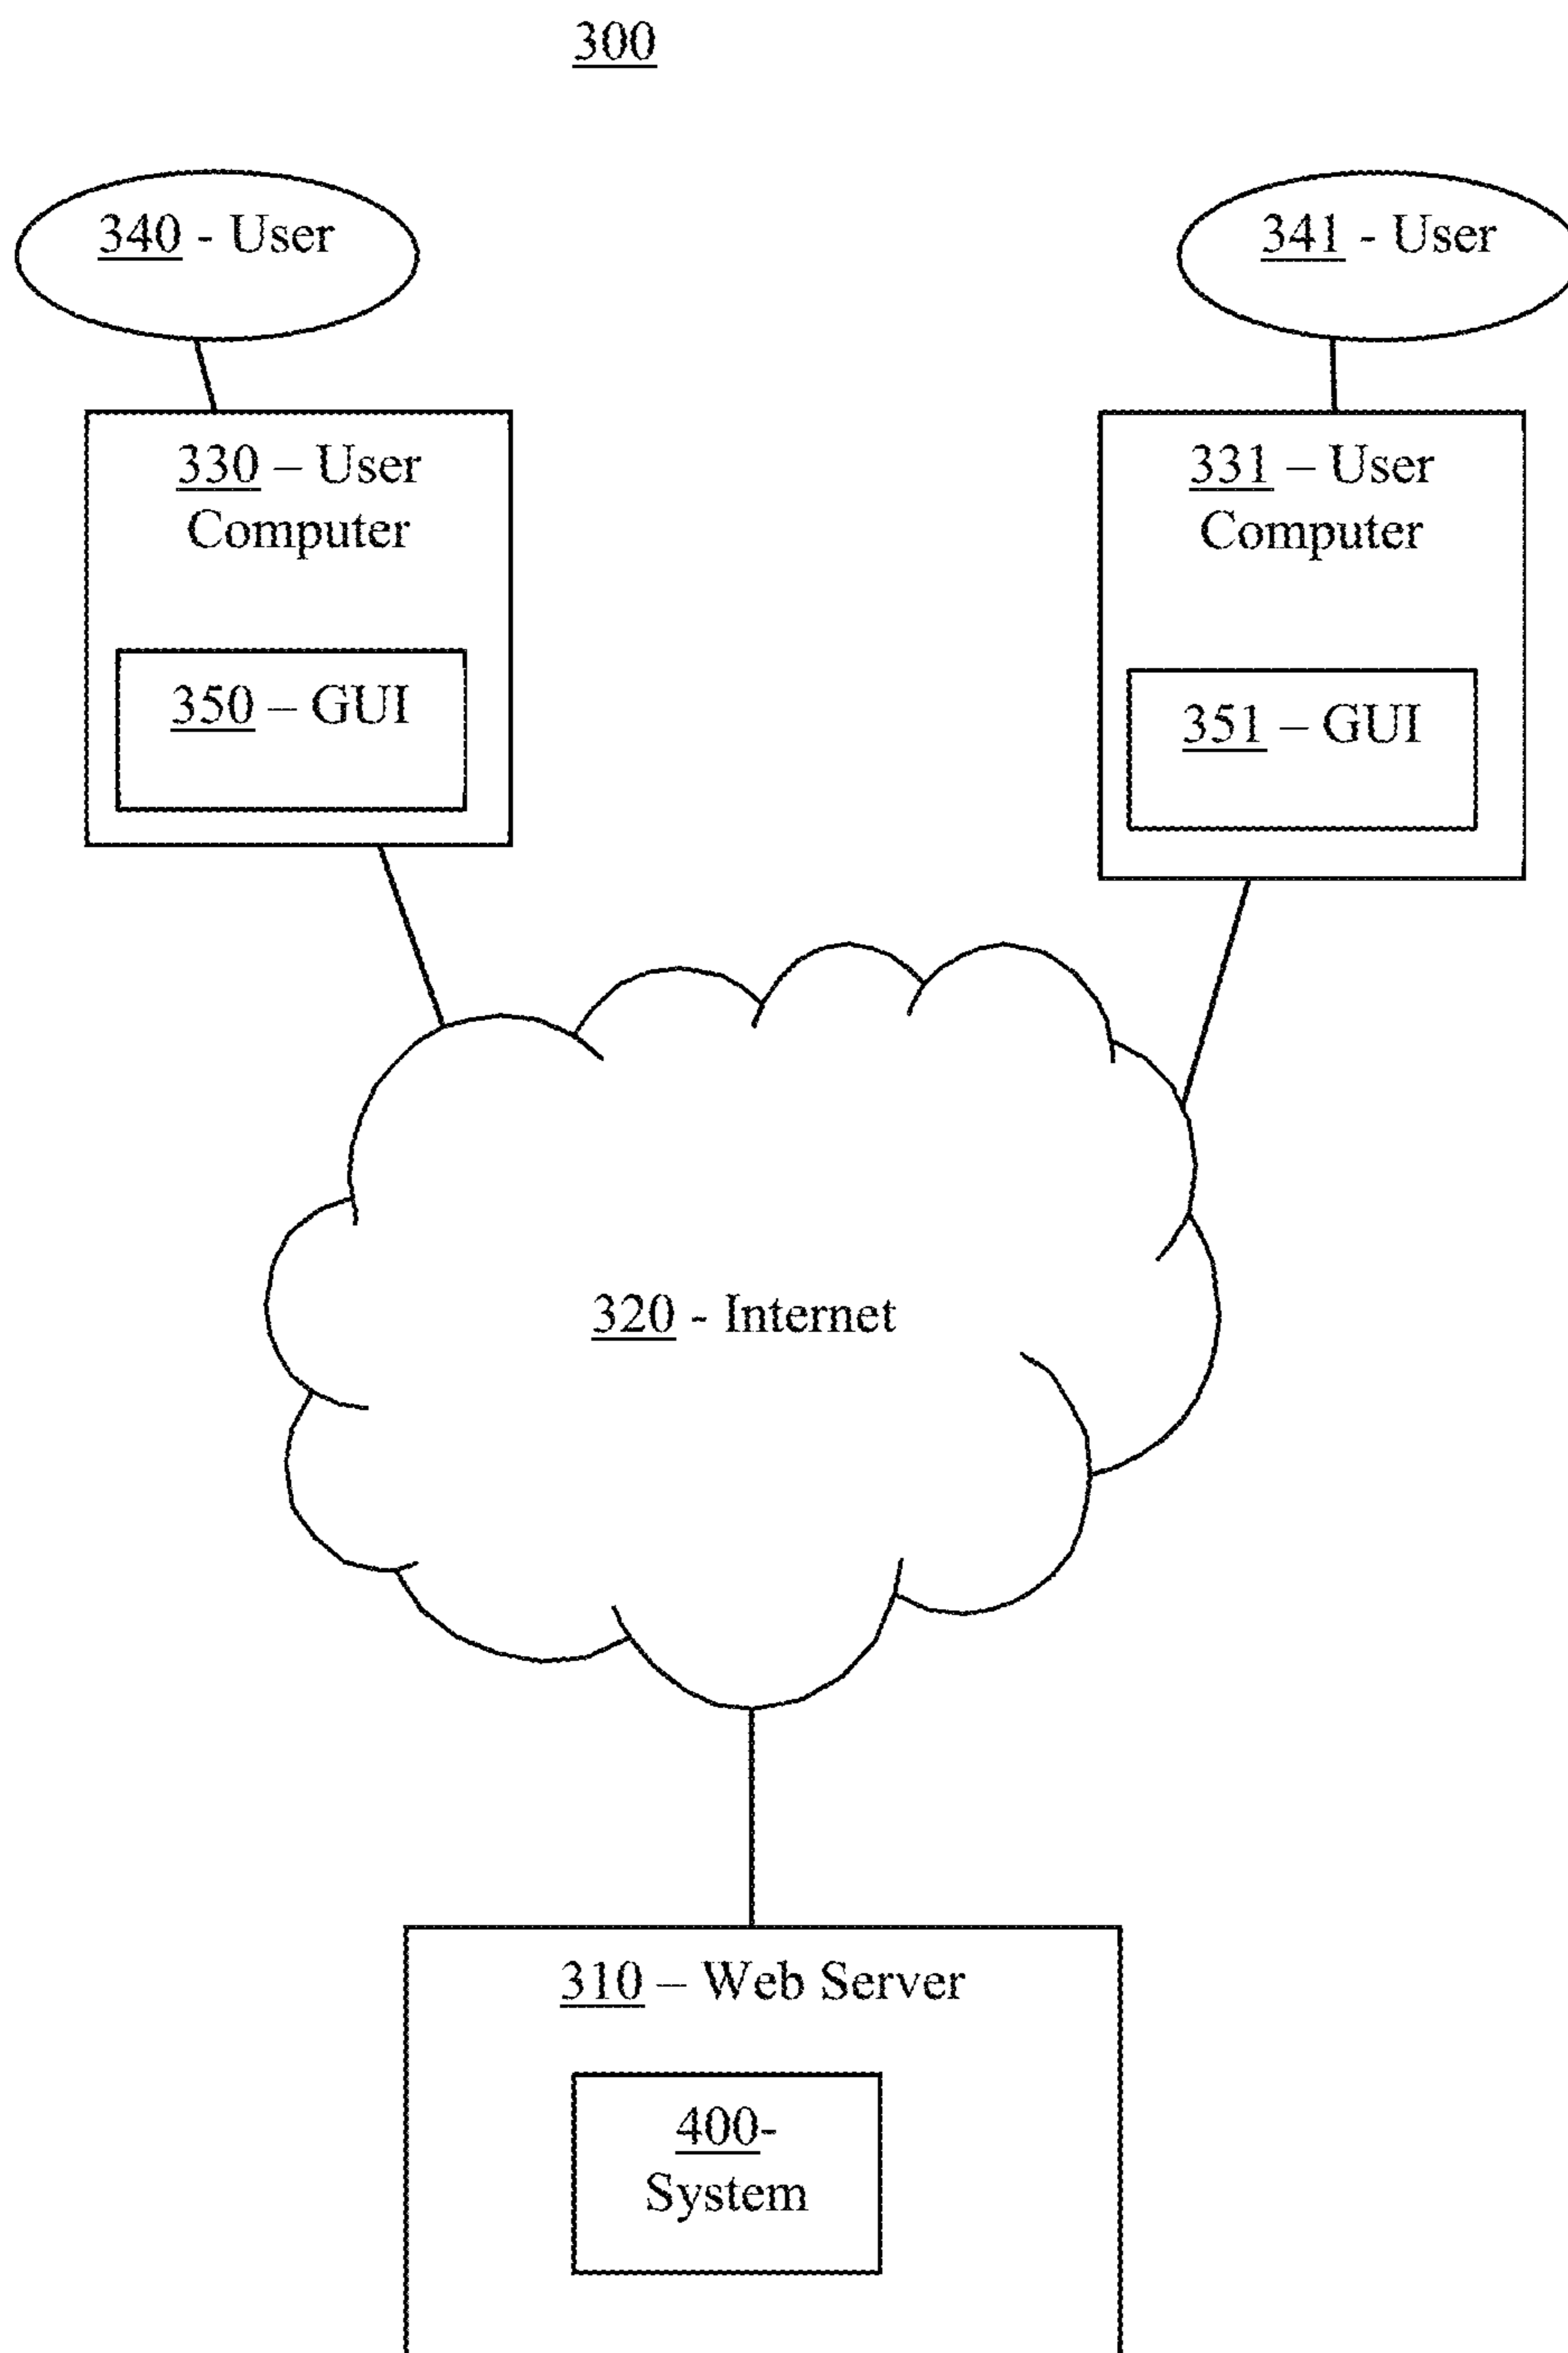 300
340 - User
341 - User
330 – User
Computer
331 – User
Computer
350 – GUI
351 – GUI
320 - Internet
310 – Web Server
400-
System